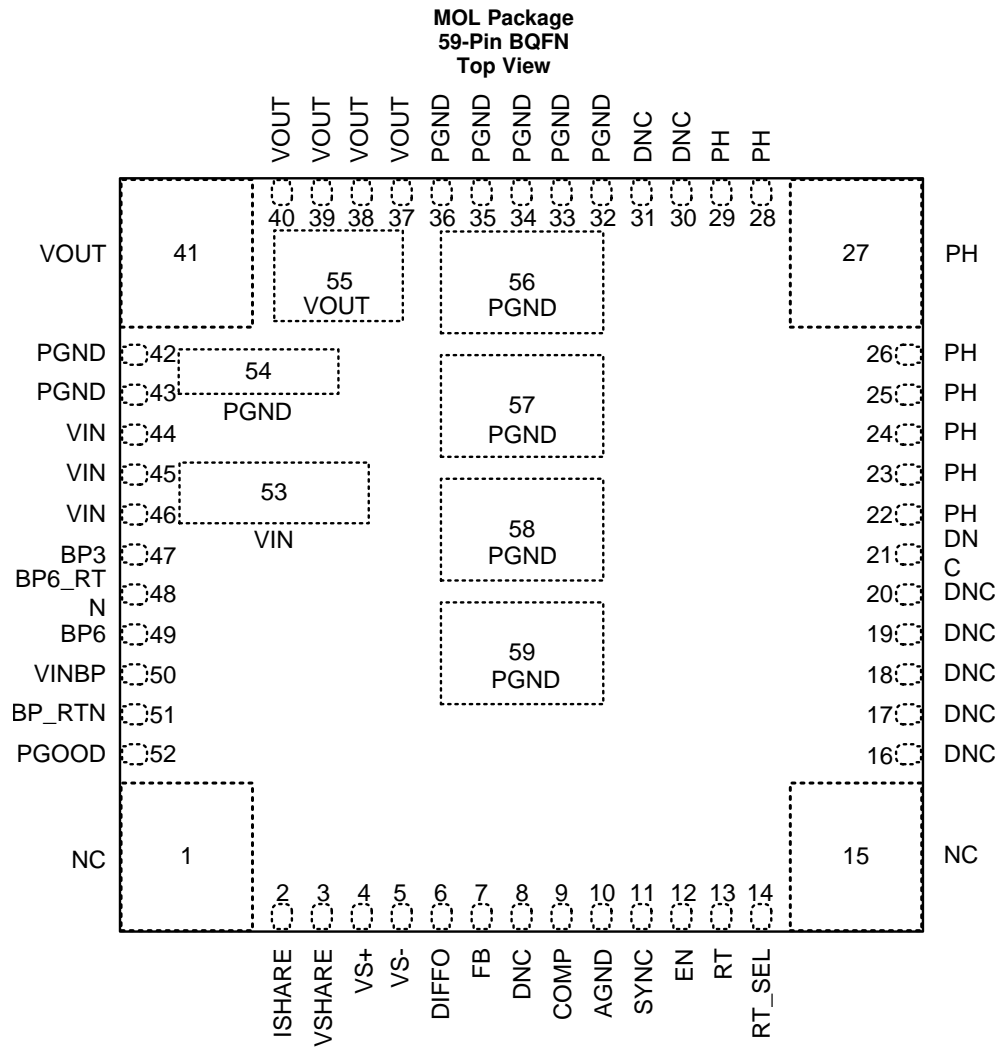 MOL Package
59-Pin BQFN
Top View
VOUT
VOUT
VOUT
VOUT
PGND
PGND
PGND
PGND
PGND
DNC
DNC
PH
PH
40
39
38
37
36
35
34
33
32
31
30
29
28
VOUT
41
55
VOUT
56
PGND
27
PH
PGND
42
54
PGND
26
PH
PGND
43
57
PGND
25
PH
VIN
44
24
PH
VIN
45
53
VIN
23
PH
VIN
46
58
PGND
22
PH
BP3
47
21
DN
C
BP6_RT
N
48
20
DNC
BP6
49
59
PGND
19
DNC
VINBP
50
18
DNC
BP_RTN
51
17
DNC
PGOOD
52
16
DNC
NC
1
15
NC
2
3
4
5
6
7
8
9
10
11
12
13
14
ISHARE
VSHARE
VS+
VS-
DIFFO
FB
DNC
COMP
AGND
SYNC
EN
RT
RT_SEL